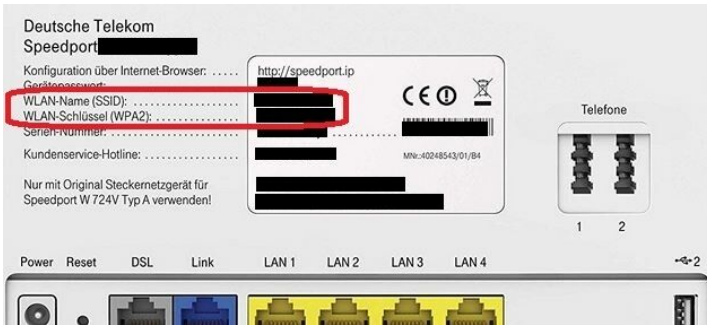 Deutsche Telekom
Speedport
Konfiguration über Internet-Browser: . . . . . http://speedport.ip
Gerätepasswort:
WLAN-Name (SSID): . . . . . . . . . . . . . . . . .
WLAN-Schlüssel (WPA2): . . . . . . . . . . . . .
Serien-Nummer: . . . . . . . . . . . . . . . . . . . .
Kundenservice-Hotline: . . . . . . . . . . . . . . .
MNr.:40248543/01/B4
Nur mit Original Steckernetzgerät für
Speedport W 724V Typ A verwenden!
CE
Telefone
1 2
Power Reset DSL Link LAN 1 LAN 2 LAN 3 LAN 4 2